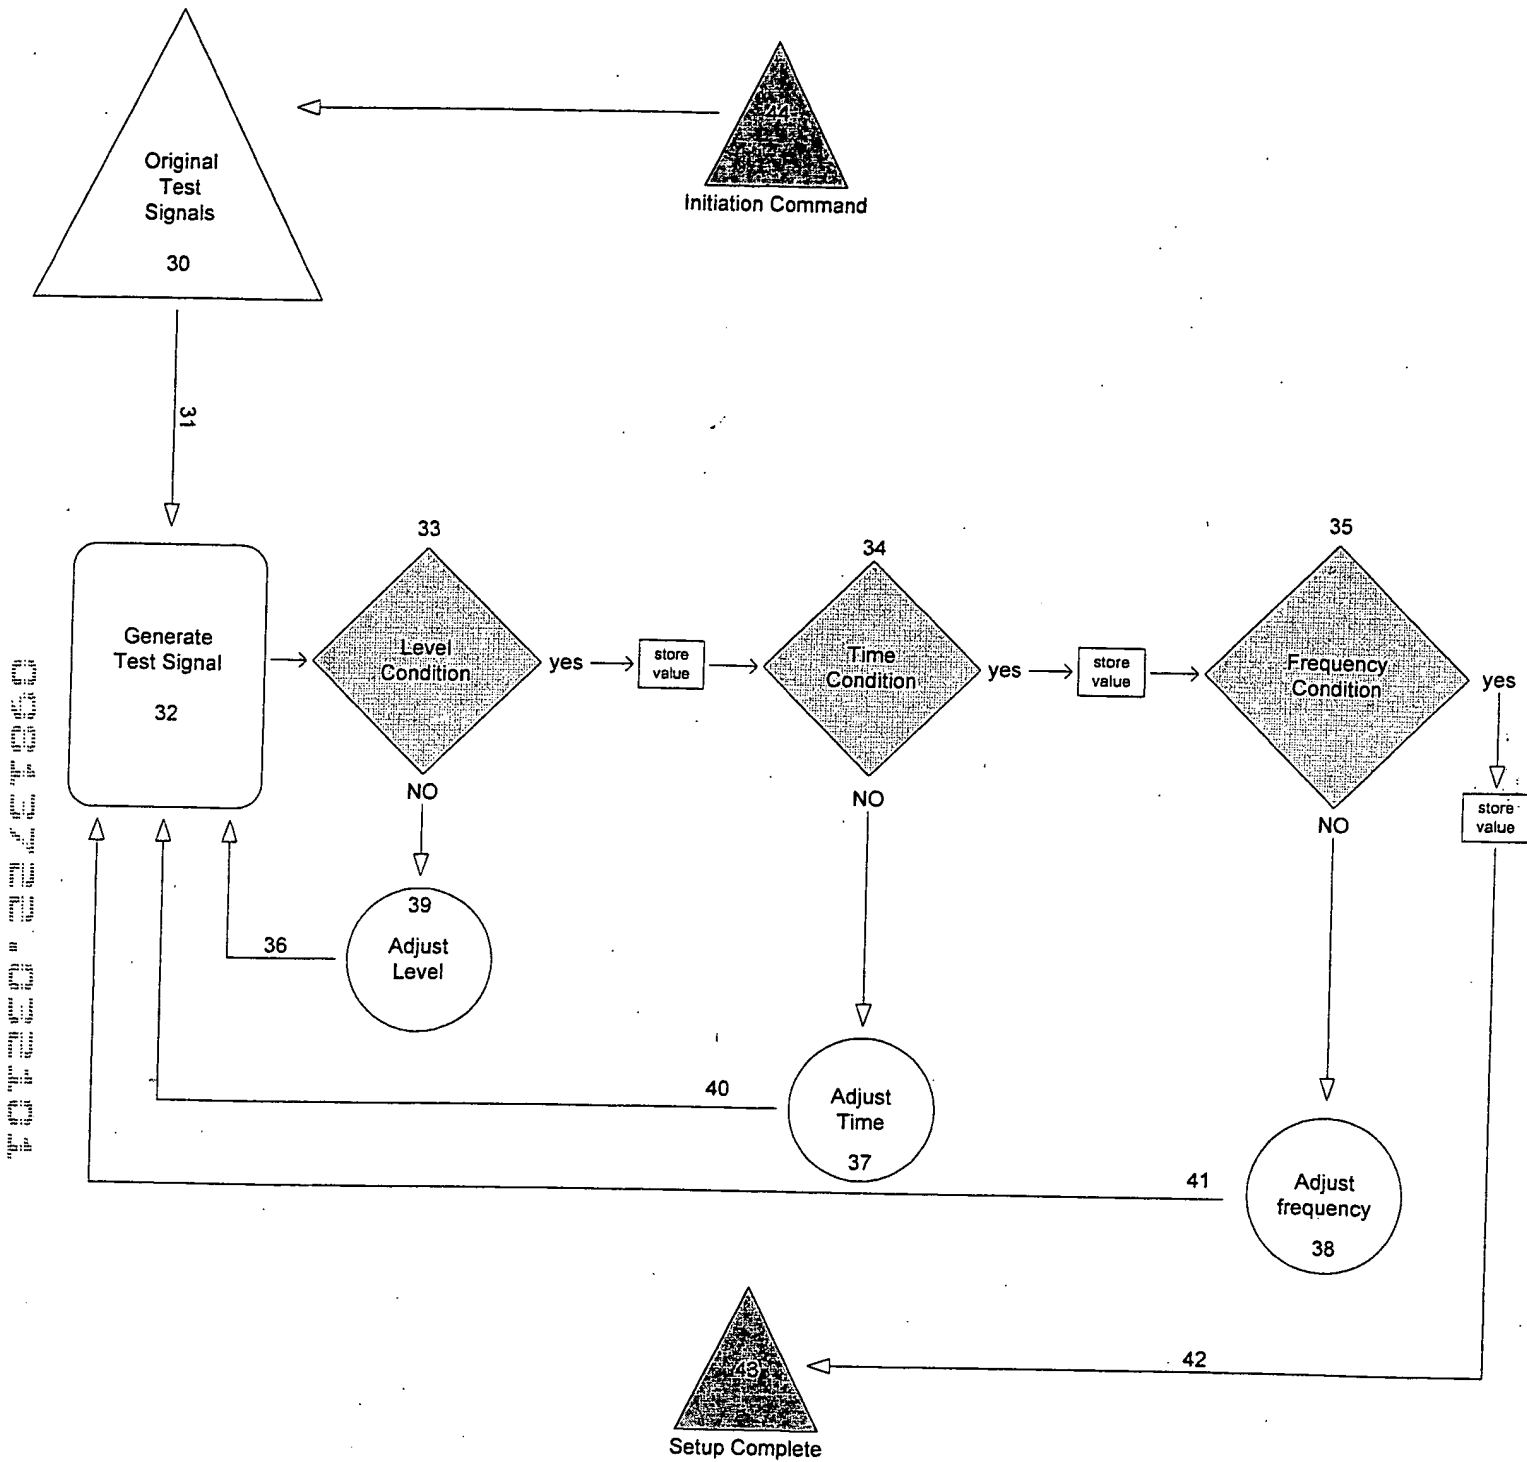 Original
Test
Signals
30
44
Initiation Command
31
33
34
35
Generate
Test Signal
32
Level
Condition
yes
store
value
Time
Condition
yes
store
value
Frequency
Condition
yes
store
value
NO
NO
NO
39
Adjust
Level
36
40
Adjust
Time
37
41
Adjust
frequency
38
42
43
Setup Complete